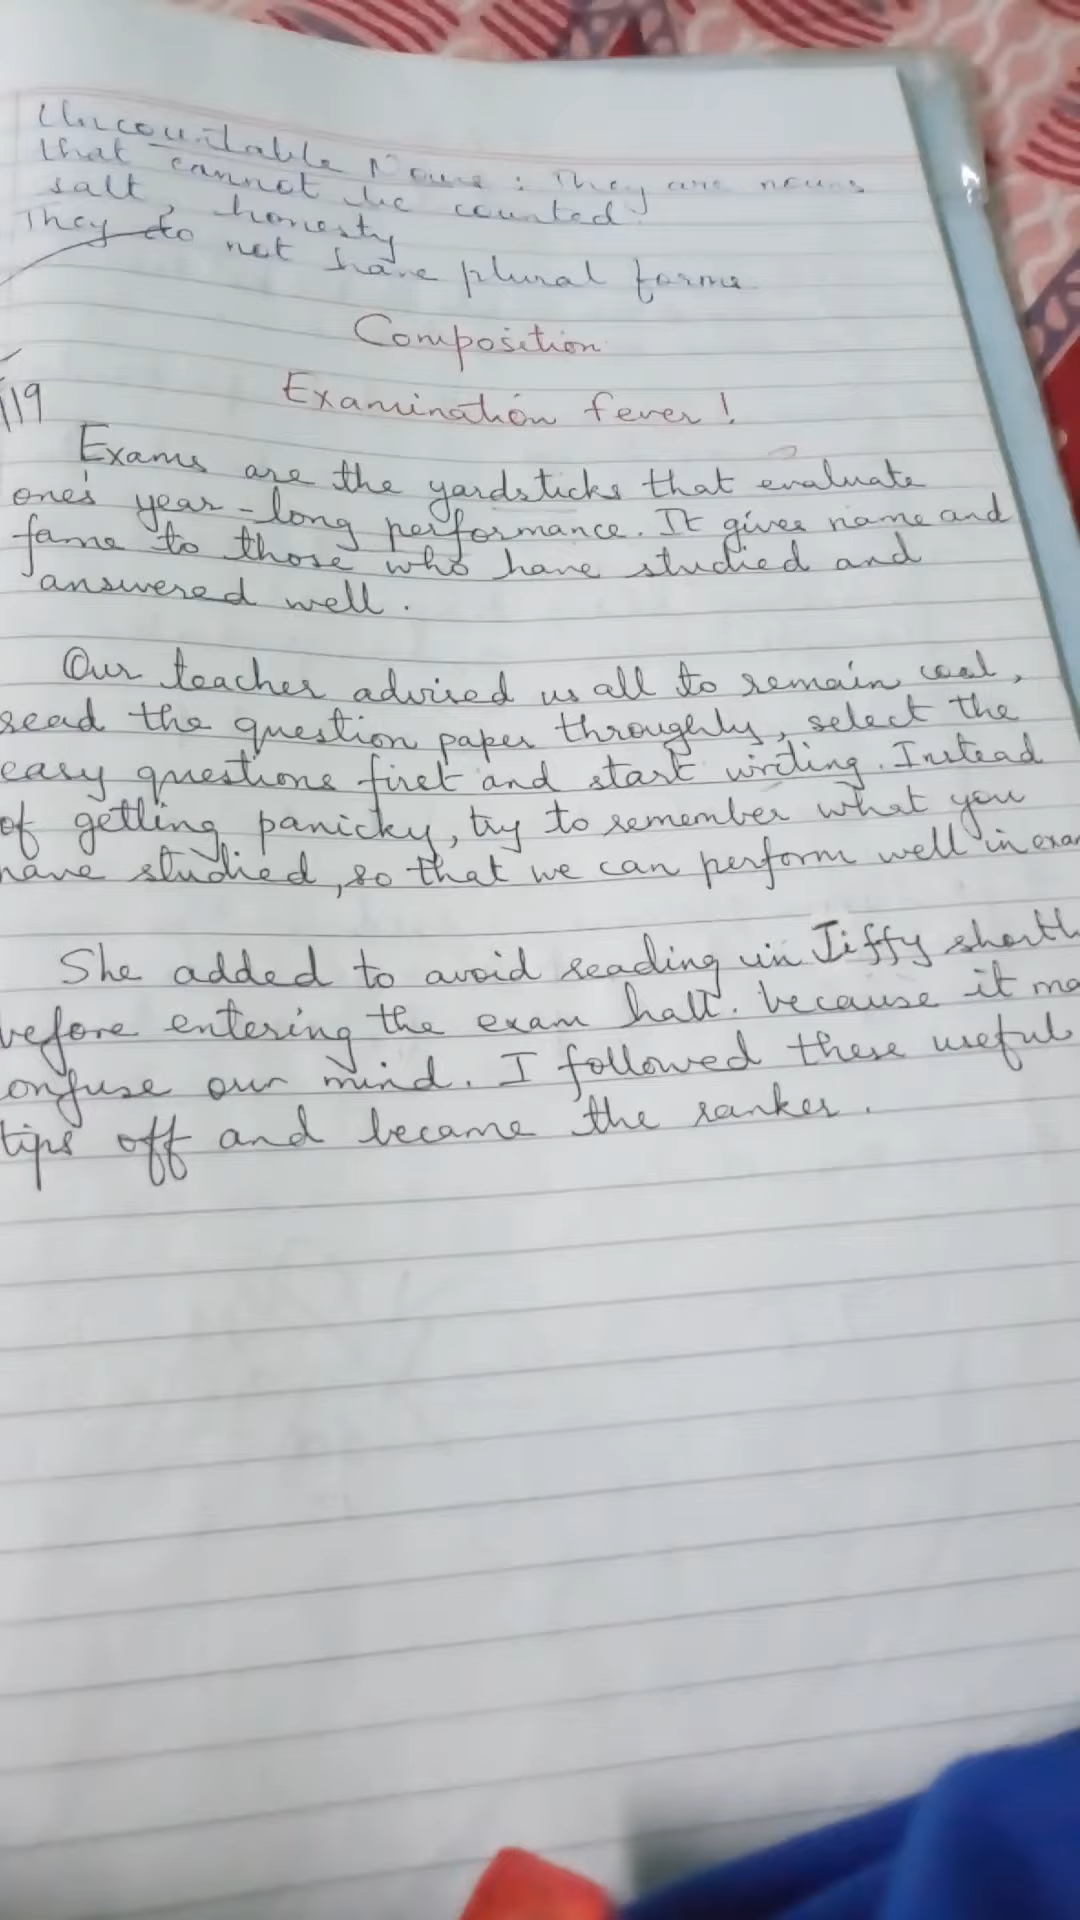 Uncountable Nouns : They are nouns
that cannot be counted.
salt, honesty
They do not have plural forms.
Composition
Examination fever!
119
Exams are the yardsticks that evaluate
one's year-long performance. It gives name and
fame to those who have studied and
answered well.
Our teacher advised us all to remain cool,
read the question paper throughly, select the
easy questions first and start writing. Instead
of getting panicky, try to remember what you
have studied, so that we can perform well in exam
She added to avoid reading in Jiffy
before entering the exam hall. because it
confuse our mind. I followed these useful
tips off and became the ranker.